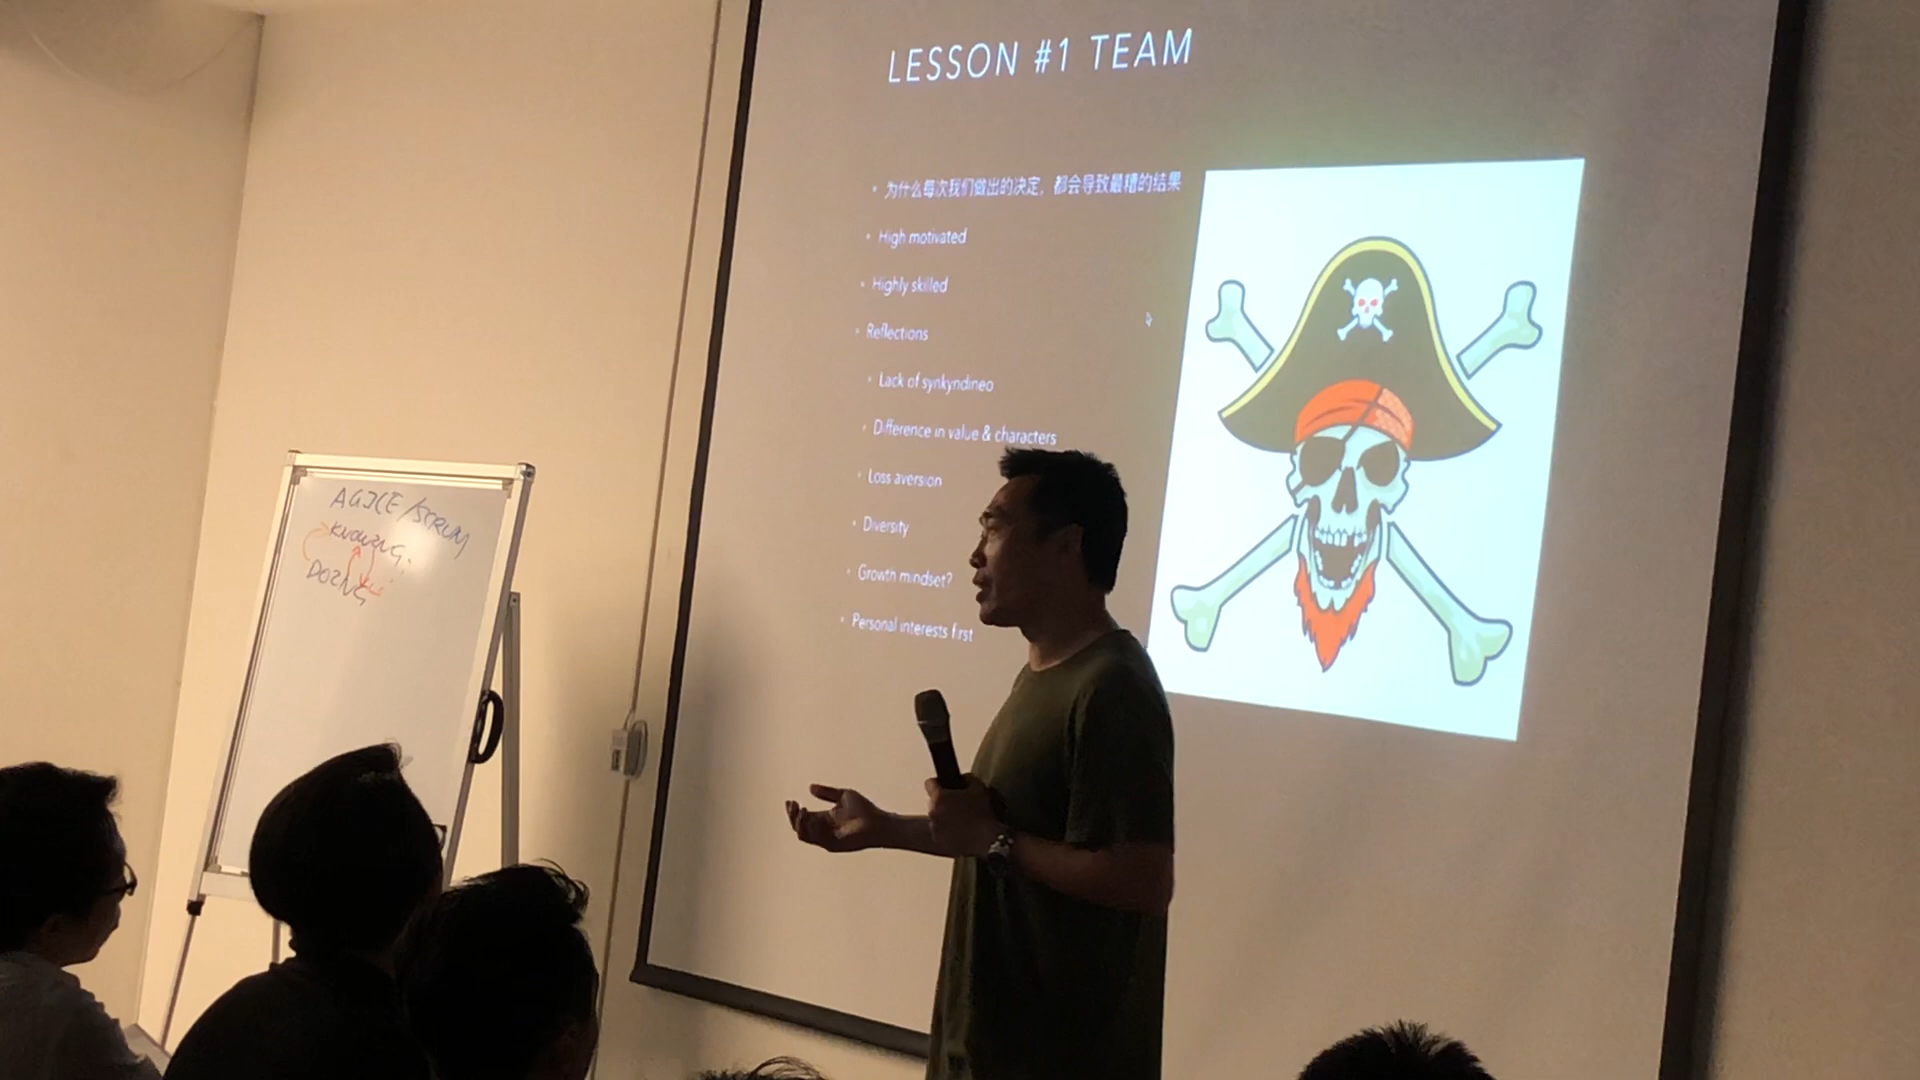 LESSON #1 TEAM
为什么每次我们做出的决定，都会导致最糟的结果
High motivated
Highly skilled
Reflections
Lack of synkyndineo
Difference in value & characters
Loss aversion
Diversity
Growth mindset?
Personal interests first
AGILE/SCRUM
KNOWING
DOING